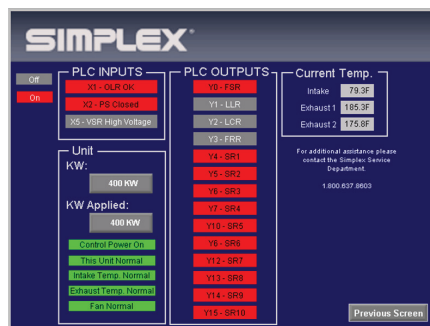 SIMPLEX
Off
On
PLC INPUTS
X1 - OLR OK
X2 - PS Closed
X5 - VSR High Voltage
Unit
KW:
400 KW
KW Applied:
400 KW
Control Power On
This Unit Normal
Intake Temp. Normal
Exhaust Temp. Normal
Fan Normal
PLC OUTPUTS
Y0 - FSR
Y1 - LLR
Y2 - LCR
Y3 - FRR
Y4 - SR1
Y5 - SR2
Y6 - SR3
Y7 - SR4
Y10 - SR5
Y6 - SR6
Y12 - SR7
Y13 - SR8
Y14 - SR9
Y15 - SR10
Current Temp.
Intake 79.3F
Exhaust 1 185.3F
Exhaust 2 175.8F
For additional assistance please
contact the Simplex Service
Department.
1.800.637.8603
Previous Screen